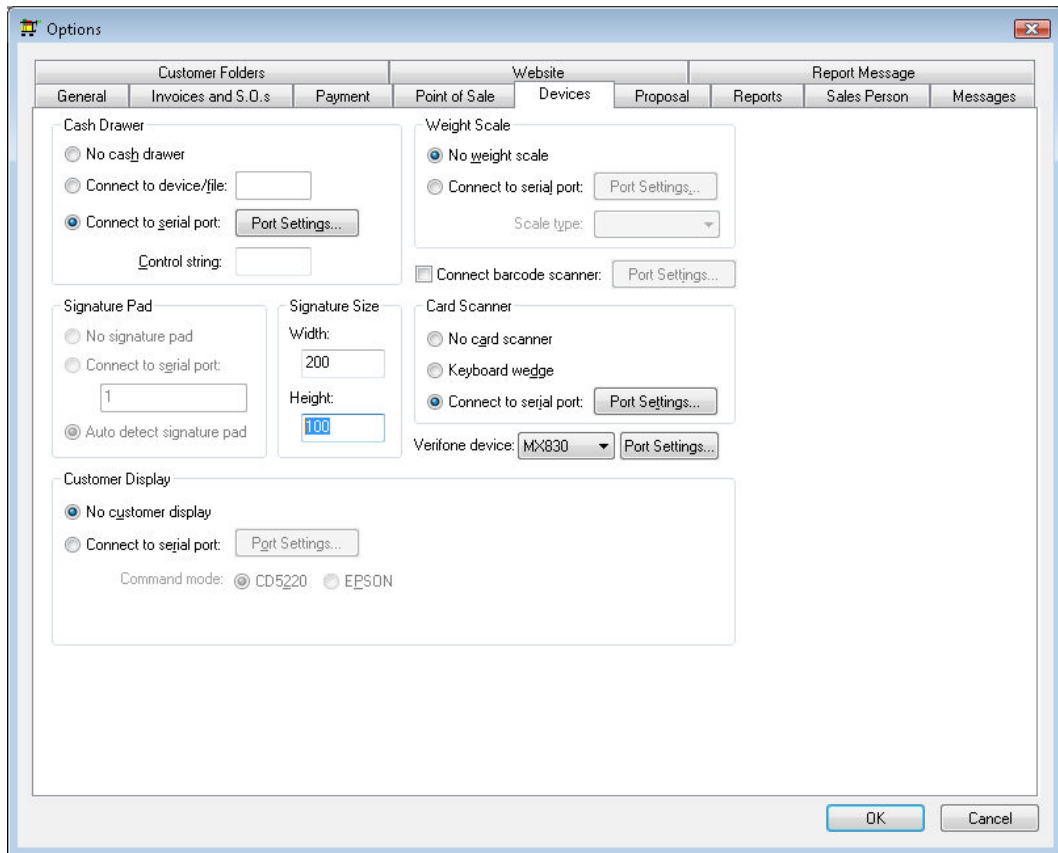 Options
Customer Folders
Website
Report Message
General
Invoices and S.O.s
Payment
Point of Sale
Devices
Proposal
Reports
Sales Person
Messages
Cash Drawer
No cash drawer
Connect to device/file:
Connect to serial port:
Port Settings...
Control string:
Weight Scale
No weight scale
Connect to serial port:
Port Settings...
Scale type:
Connect barcode scanner:
Port Settings...
Signature Pad
No signature pad
Connect to serial port:
1
Auto detect signature pad
Signature Size
Width:
200
Height:
100
Card Scanner
No card scanner
Keyboard wedge
Connect to serial port:
Port Settings...
Verifone device:
MX830
Port Settings...
Customer Display
No customer display
Connect to serial port:
Port Settings...
Command mode:
CD5220
EPSON
OK
Cancel